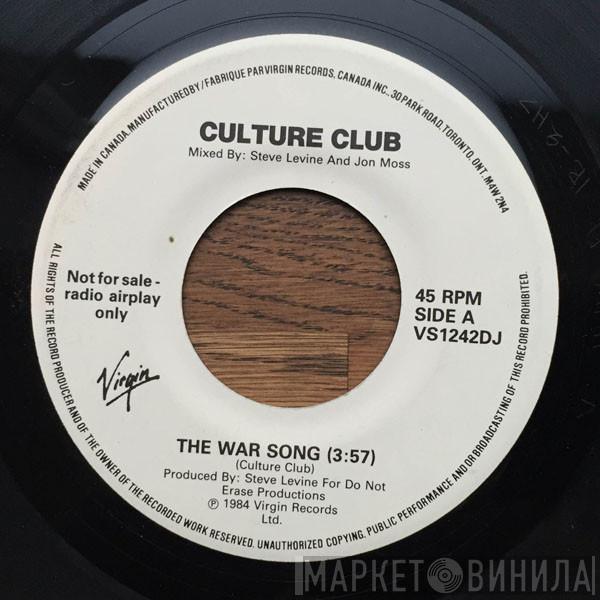 MADE IN CANADA. MANUFACTURED BY/FABRIQUE PAR VIRGIN RECORDS, CANADA INC., 30 PARK ROAD, TORONTO, ONT. M4W 2N4
CULTURE CLUB
Mixed By: Steve Levine And Jon Moss
Not for sale -
radio airplay
only
45 RPM
SIDE A
VS1242DJ
Virgin
THE WAR SONG (3:57)
(Culture Club)
Produced By: Steve Levine For Do Not
Erase Productions
℗ 1984 Virgin Records
Ltd.
ALL RIGHTS OF THE RECORD PRODUCER AND OF THE OWNER OF THE RECORDED WORK RESERVED. UNAUTHORIZED COPYING, PUBLIC PERFORMANCE AND/OR BROADCASTING OF THIS RECORD PROHIBITED.
МАРКЕТ ВИНИЛА